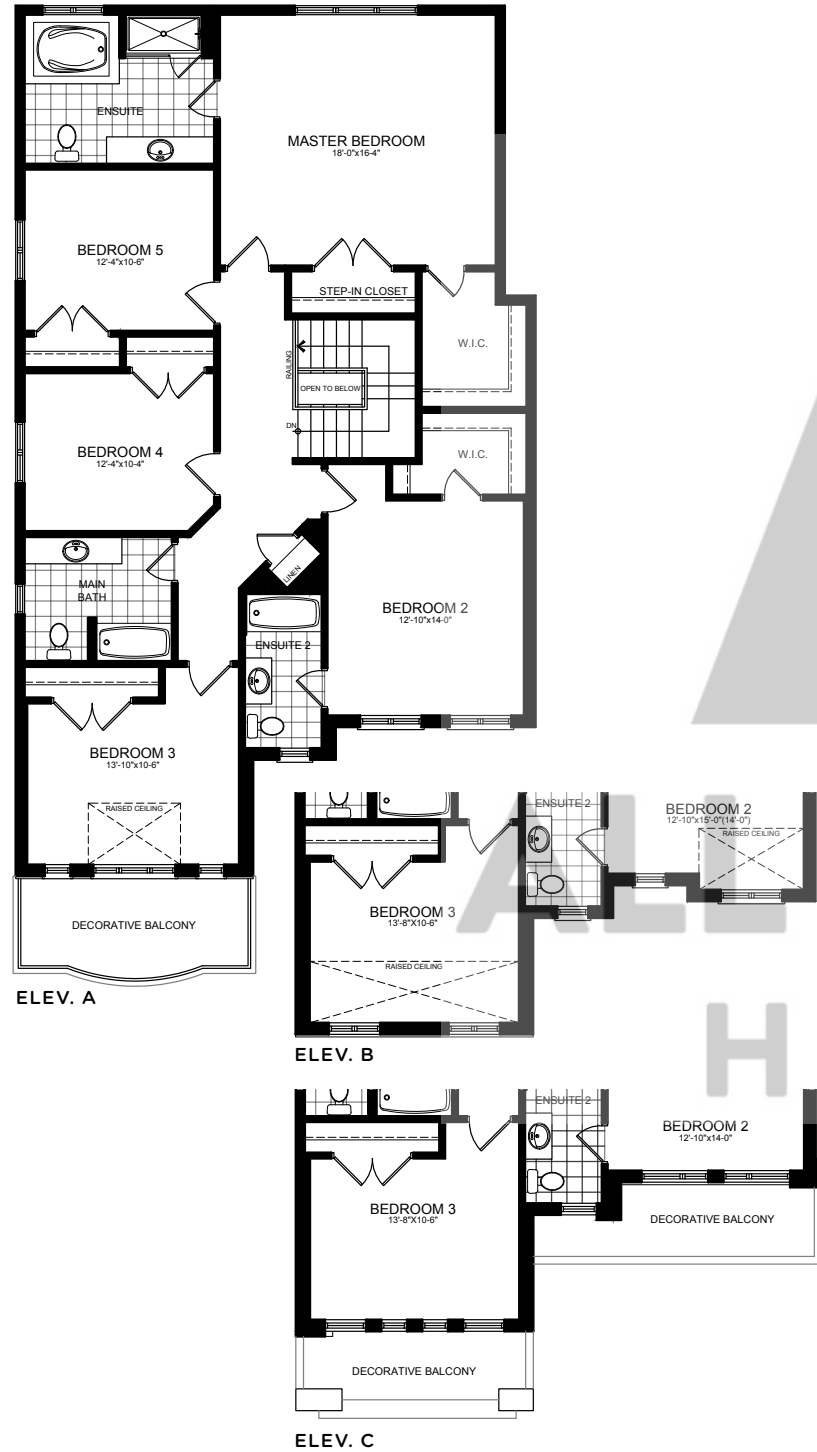 ENSUITE
MASTER BEDROOM
18'-0"x16-4"
BEDROOM 5
12'-4"x10-6"
STEP-IN CLOSET
W.I.C.
RAILING
OPEN TO BELOW
DN
BEDROOM 4
12'-4"x10-4"
W.I.C.
LINEN
MAIN
BATH
BEDROOM 2
12'-10"x14-0"
ENSUITE 2
BEDROOM 3
13'-10"x10-6"
RAISED CEILING
DECORATIVE BALCONY
ELEV. A
ENSUITE 2
BEDROOM 2
12'-10"x15'-0"(14'-0")
RAISED CEILING
ALL
BEDROOM 3
13'-8"X10-6"
RAISED CEILING
H
ELEV. B
ENSUITE 2
BEDROOM 2
12'-10"x14-0"
BEDROOM 3
13'-8"X10-6"
DECORATIVE BALCONY
DECORATIVE BALCONY
ELEV. C